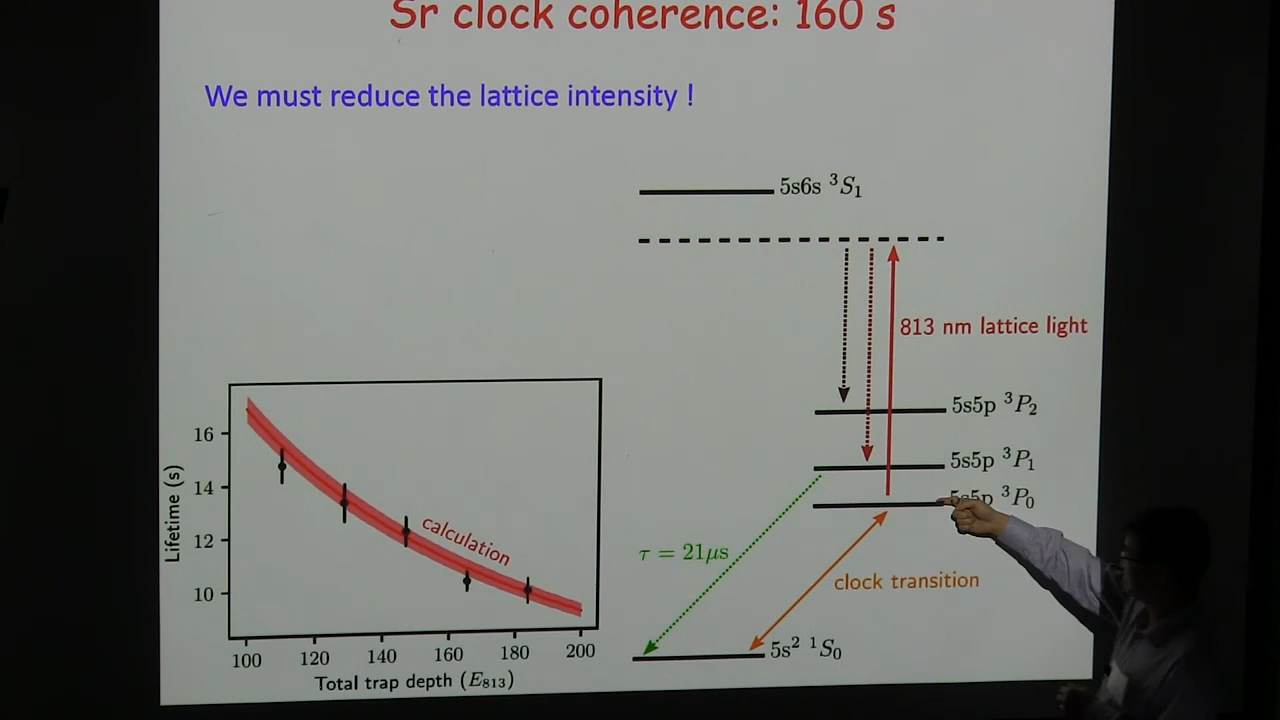 Sr clock coherence: 160 s
We must reduce the lattice intensity !
5s6s ³S₁
813 nm lattice light
5s5p ³P₂
5s5p ³P₁
5s5p ³P₀
τ = 21μs
clock transition
5s² ¹S₀
Lifetime (s)
16
14
12
10
calculation
100 120 140 160 180 200
Total trap depth (E₈₁₃)